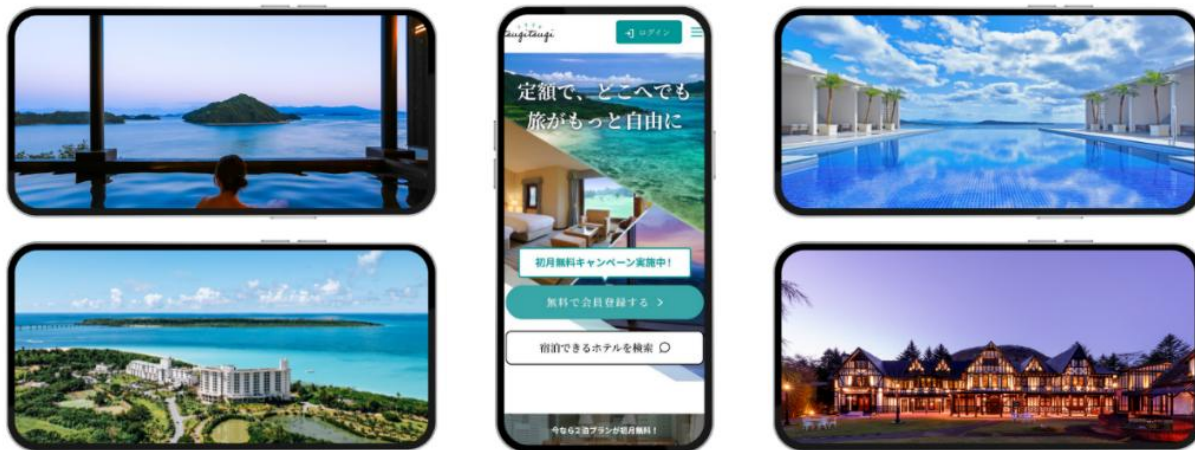 tsugitsugi
ログイン
定額で、どこへでも
旅がもっと自由に
初月無料キャンペーン実施中！
無料で会員登録する
宿泊できるホテルを検索
今なら2泊プランが初月無料！